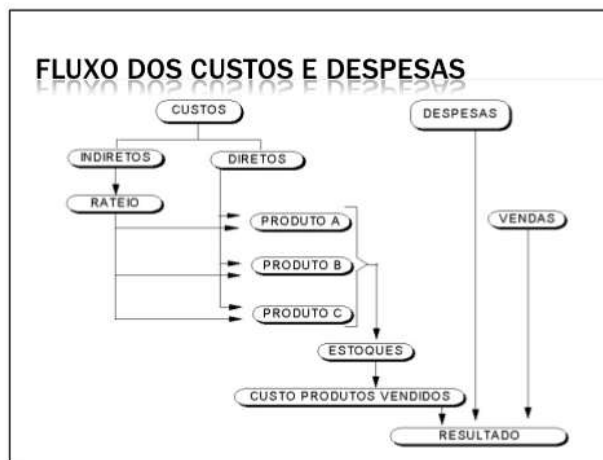 FLUXO DOS CUSTOS E DESPESAS
CUSTOS
DESPESAS
INDIRETOS
DIRETOS
RATEIO
VENDAS
PRODUTO A
PRODUTO B
PRODUTO C
ESTOQUES
CUSTO PRODUTOS VENDIDOS
RESULTADO